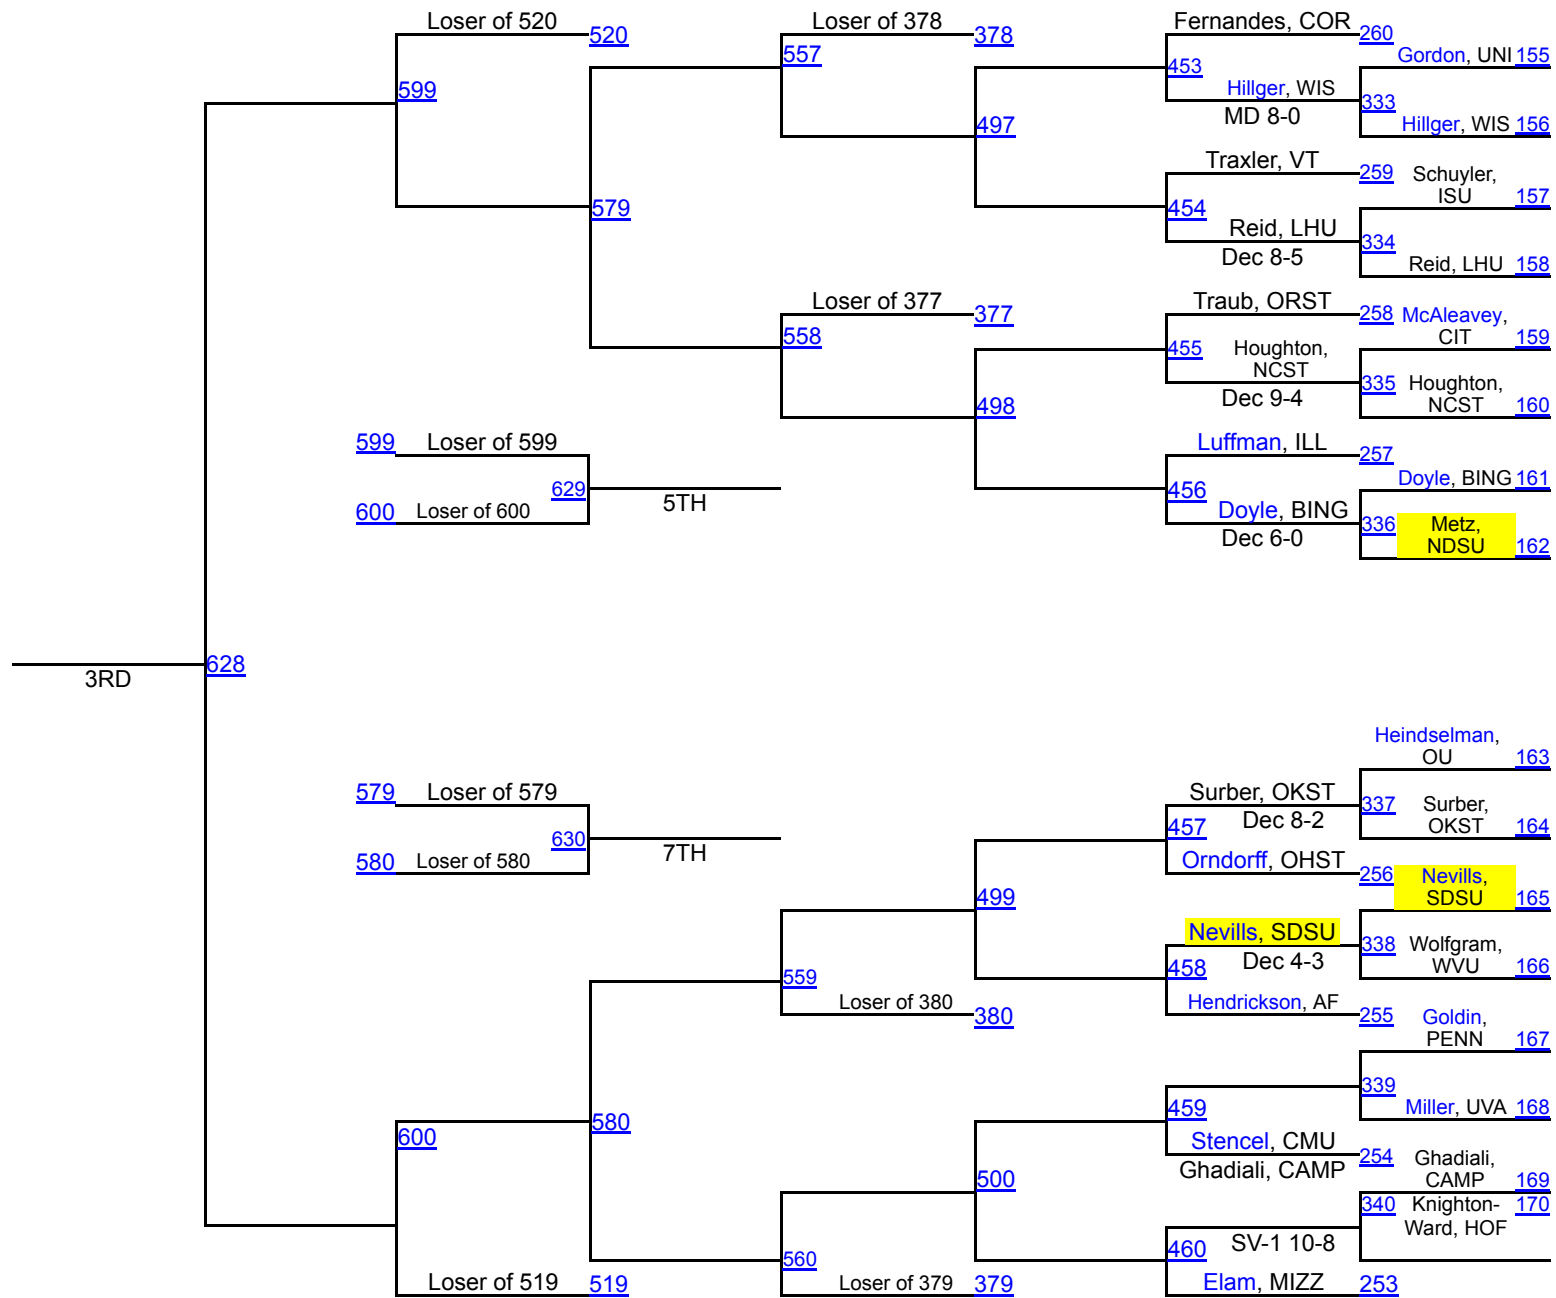 Loser of 520
520
Loser of 378
378
Fernandes, COR
260
Gordon, UNI 155
557
453
599
Hillger, WIS
333
MD 8-0
497
Hillger, WIS 156
Traxler, VT
259
Schuyler,
ISU 157
579
454
Reid, LHU
334
Dec 8-5
Reid, LHU 158
Loser of 377
377
Traub, ORST
258
McAleavey,
CIT 159
558
455
Houghton,
NCST
335
Houghton,
NCST 160
Dec 9-4
498
599
Loser of 599
Luffman, ILL
257
Doyle, BING 161
629
5TH
456
600
Loser of 600
Doyle, BING
336
Metz,
NDSU 162
Dec 6-0
628
3RD
Heindselman,
OU 163
579
Loser of 579
Surber, OKST
337
Surber,
OKST 164
Dec 8-2
457
630
7TH
580
Loser of 580
Orndorff, OHST
256
Nevills,
SDSU 165
499
Nevills, SDSU
338
Wolfgram,
WVU 166
Dec 4-3
458
559
Loser of 380
380
Hendrickson, AF
255
Goldin,
PENN 167
339
Miller, UVA 168
459
580
600
Stencel, CMU
254
Ghadiali,
CAMP 169
Ghadiali, CAMP
500
340
Knighton-
Ward, HOF
170
SV-1 10-8
460
560
Loser of 519
519
Loser of 379
379
Elam, MIZZ
253